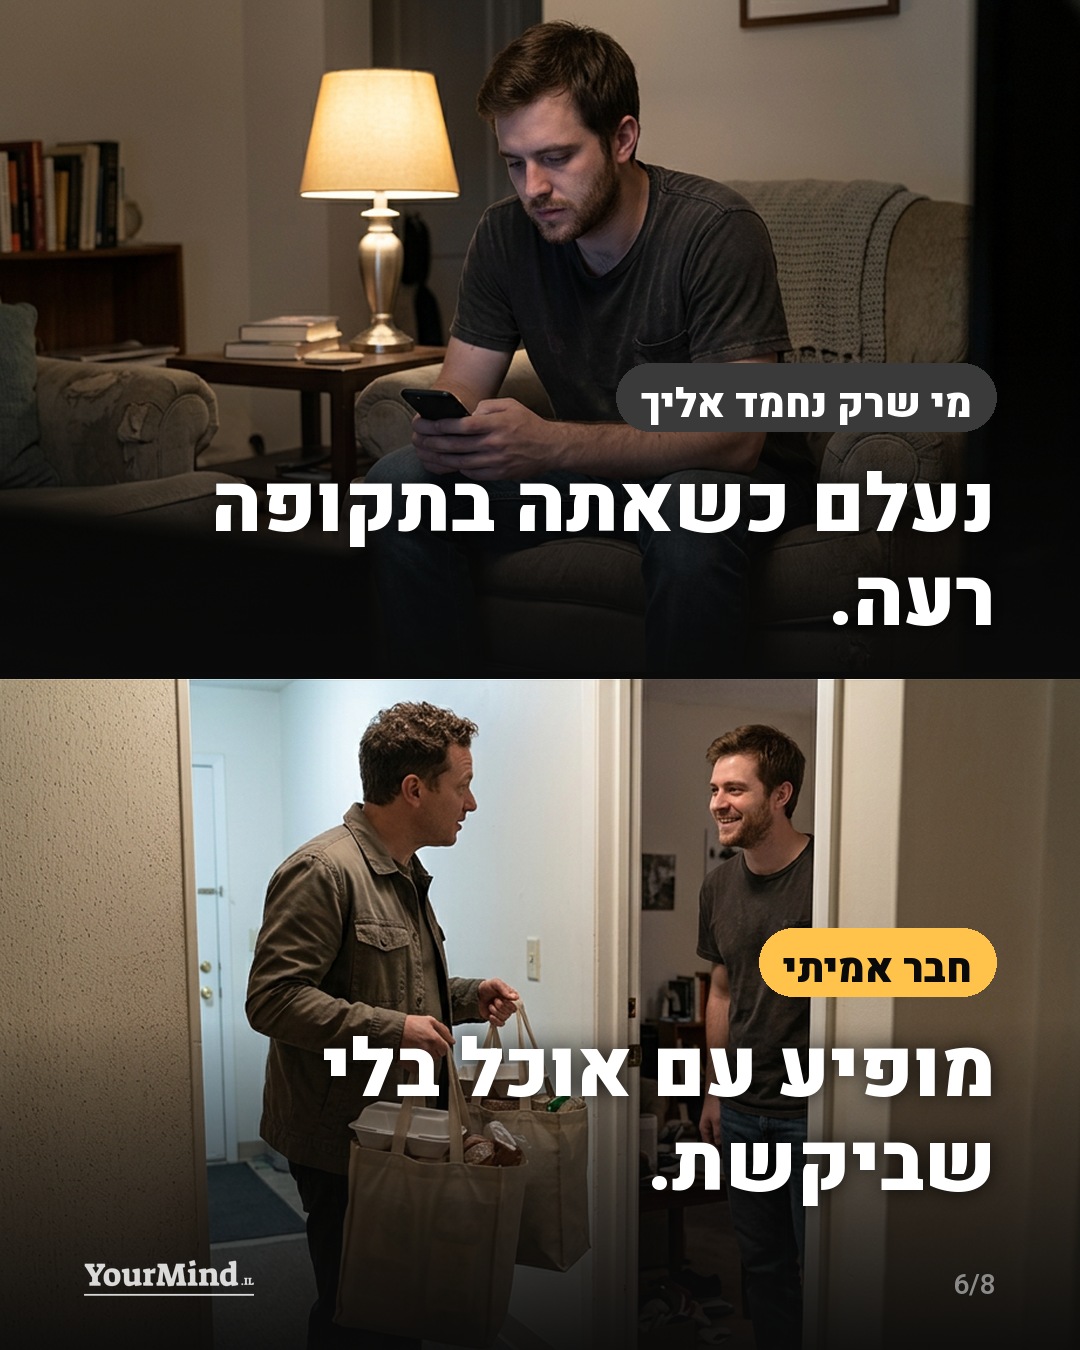 מי שרק נחמד אליך
נעלם כשאתה בתקופה
רעה.
חבר אמיתי
מופיע עם אוכל בלי
שביקשת.
YourMind.IL
6/8